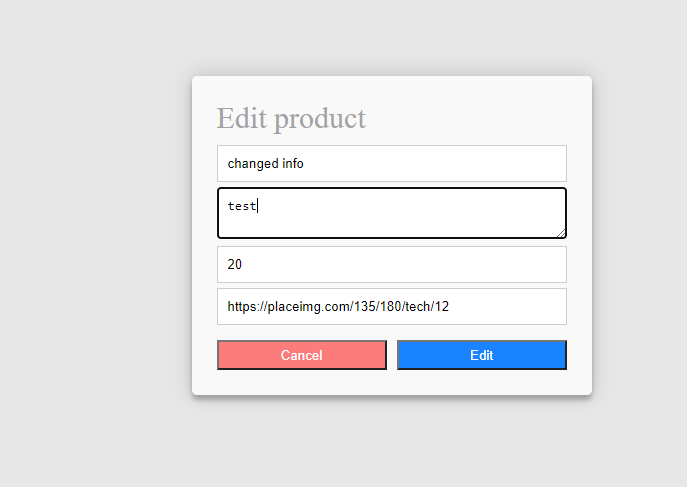 Edit product
changed info
test
20
https://placeimg.com/135/180/tech/12
Cancel Edit